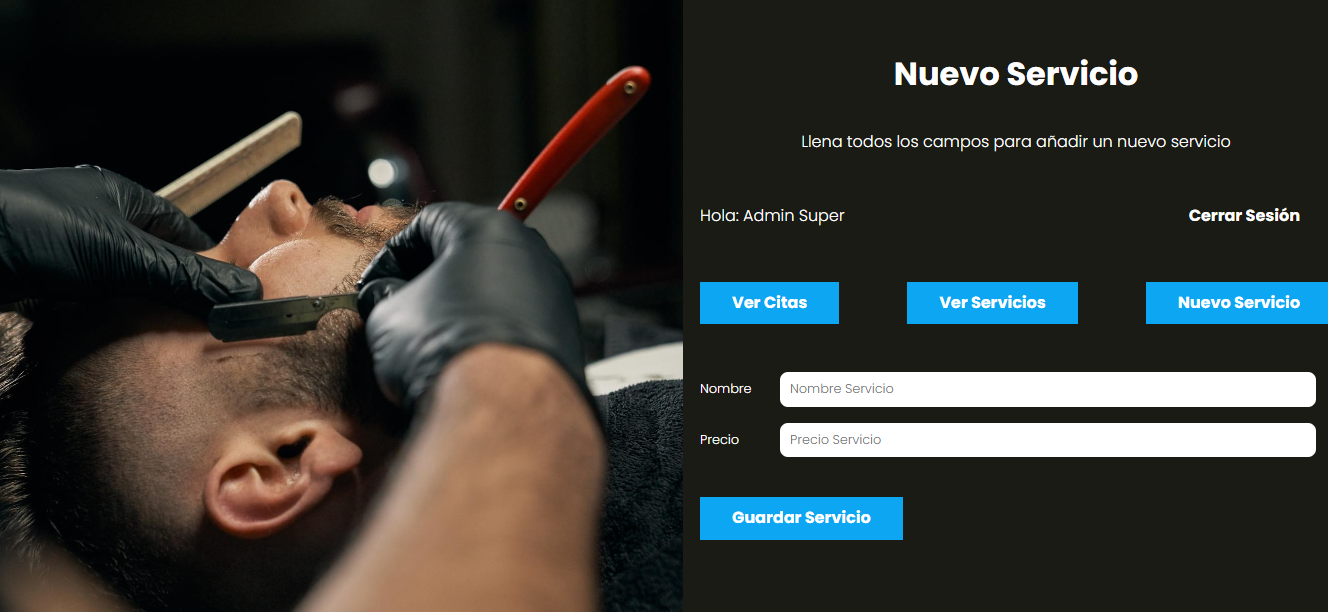 Nuevo Servicio
Llena todos los campos para añadir un nuevo servicio
Hola: Admin Super
Cerrar Sesión
Ver Citas
Ver Servicios
Nuevo Servicio
Nombre
Nombre Servicio
Precio
Precio Servicio
Guardar Servicio